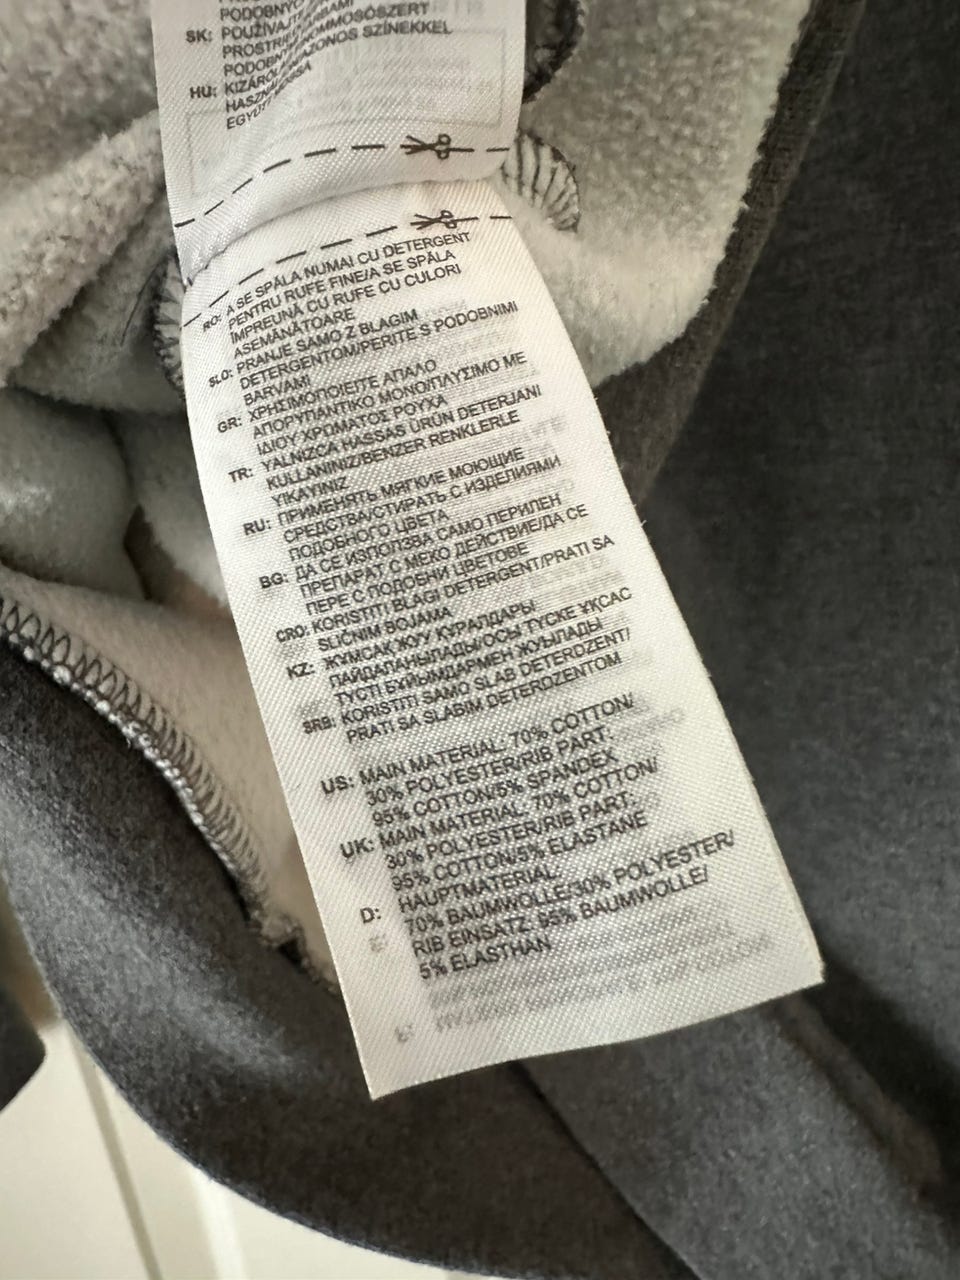 PODOBNÝ
SK: POUŽÍVAJTE
PROSTRIE
PODOBNÝ
HU: KIZÁRÓL
AZONOS SZÍNEKKEL
EGYÜTT
RO: A SE SPĂLA NUMAI CU DETERGENT
PENTRU RUFE FINE/A SE SPĂLA
ÎMPREUNĂ CU RUFE CU CULORI
ASEMĂNĂTOARE
SLO: PRANJE SAMO Z BLAGIM
DETERGENTOM/PERITE S PODOBNIMI
BARVAMI
GR: ΧΡΗΣΙΜΟΠΟΙΕΙΤΕ ΑΠΑΛΟ
ΑΠΟΡΥΠΑΝΤΙΚΟ ΜΟΝΟ/ΠΛΥΣΙΜΟ ΜΕ
ΙΔΙΟΥ ΧΡΩΜΑΤΟΣ ΡΟΥΧΑ
TR: YALNIZCA HASSAS ÜRÜN DETERJANI
KULLANINIZ/BENZER RENKLERLE
YIKAYINIZ
RU: ПРИМЕНЯТЬ МЯГКИЕ МОЮЩИЕ
СРЕДСТВА/СТИРАТЬ С ИЗДЕЛИЯМИ
ПОДОБНОГО ЦВЕТА
BG: ДА СЕ ИЗПОЛЗВА САМО ПЕРИЛЕН
ПРЕПАРАТ С МЕКО ДЕЙСТВИЕ/ДА СЕ
ПЕРЕ С ПОДОБНИ ЦВЕТОВЕ
CRO: KORISTITI BLAGI DETERGENT/PRATI SA
SLIČNIM BOJAMA
KZ: ЖҰМСАҚ ЖУУ ҚҰРАЛДАРЫ
ПАЙДАЛАНЫЛАДЫ/ОСЫ ТҮСКЕ ҰҚСАС
ТҮСТІ БҰЙЫМДАРМЕН ЖУЫЛАДЫ
SRB: KORISTITI SAMO SLAB DETERDZENT/
PRATI SA SLABIM DETERDZENTOM
US: MAIN MATERIAL: 70% COTTON/
30% POLYESTER/RIB PART:
95% COTTON/5% SPANDEX
UK: MAIN MATERIAL: 70% COTTON/
30% POLYESTER/RIB PART:
95% COTTON/5% ELASTANE
D: HAUPTMATERIAL
70% BAUMWOLLE/30% POLYESTER/
RIB EINSATZ: 95% BAUMWOLLE/
5% ELASTHAN